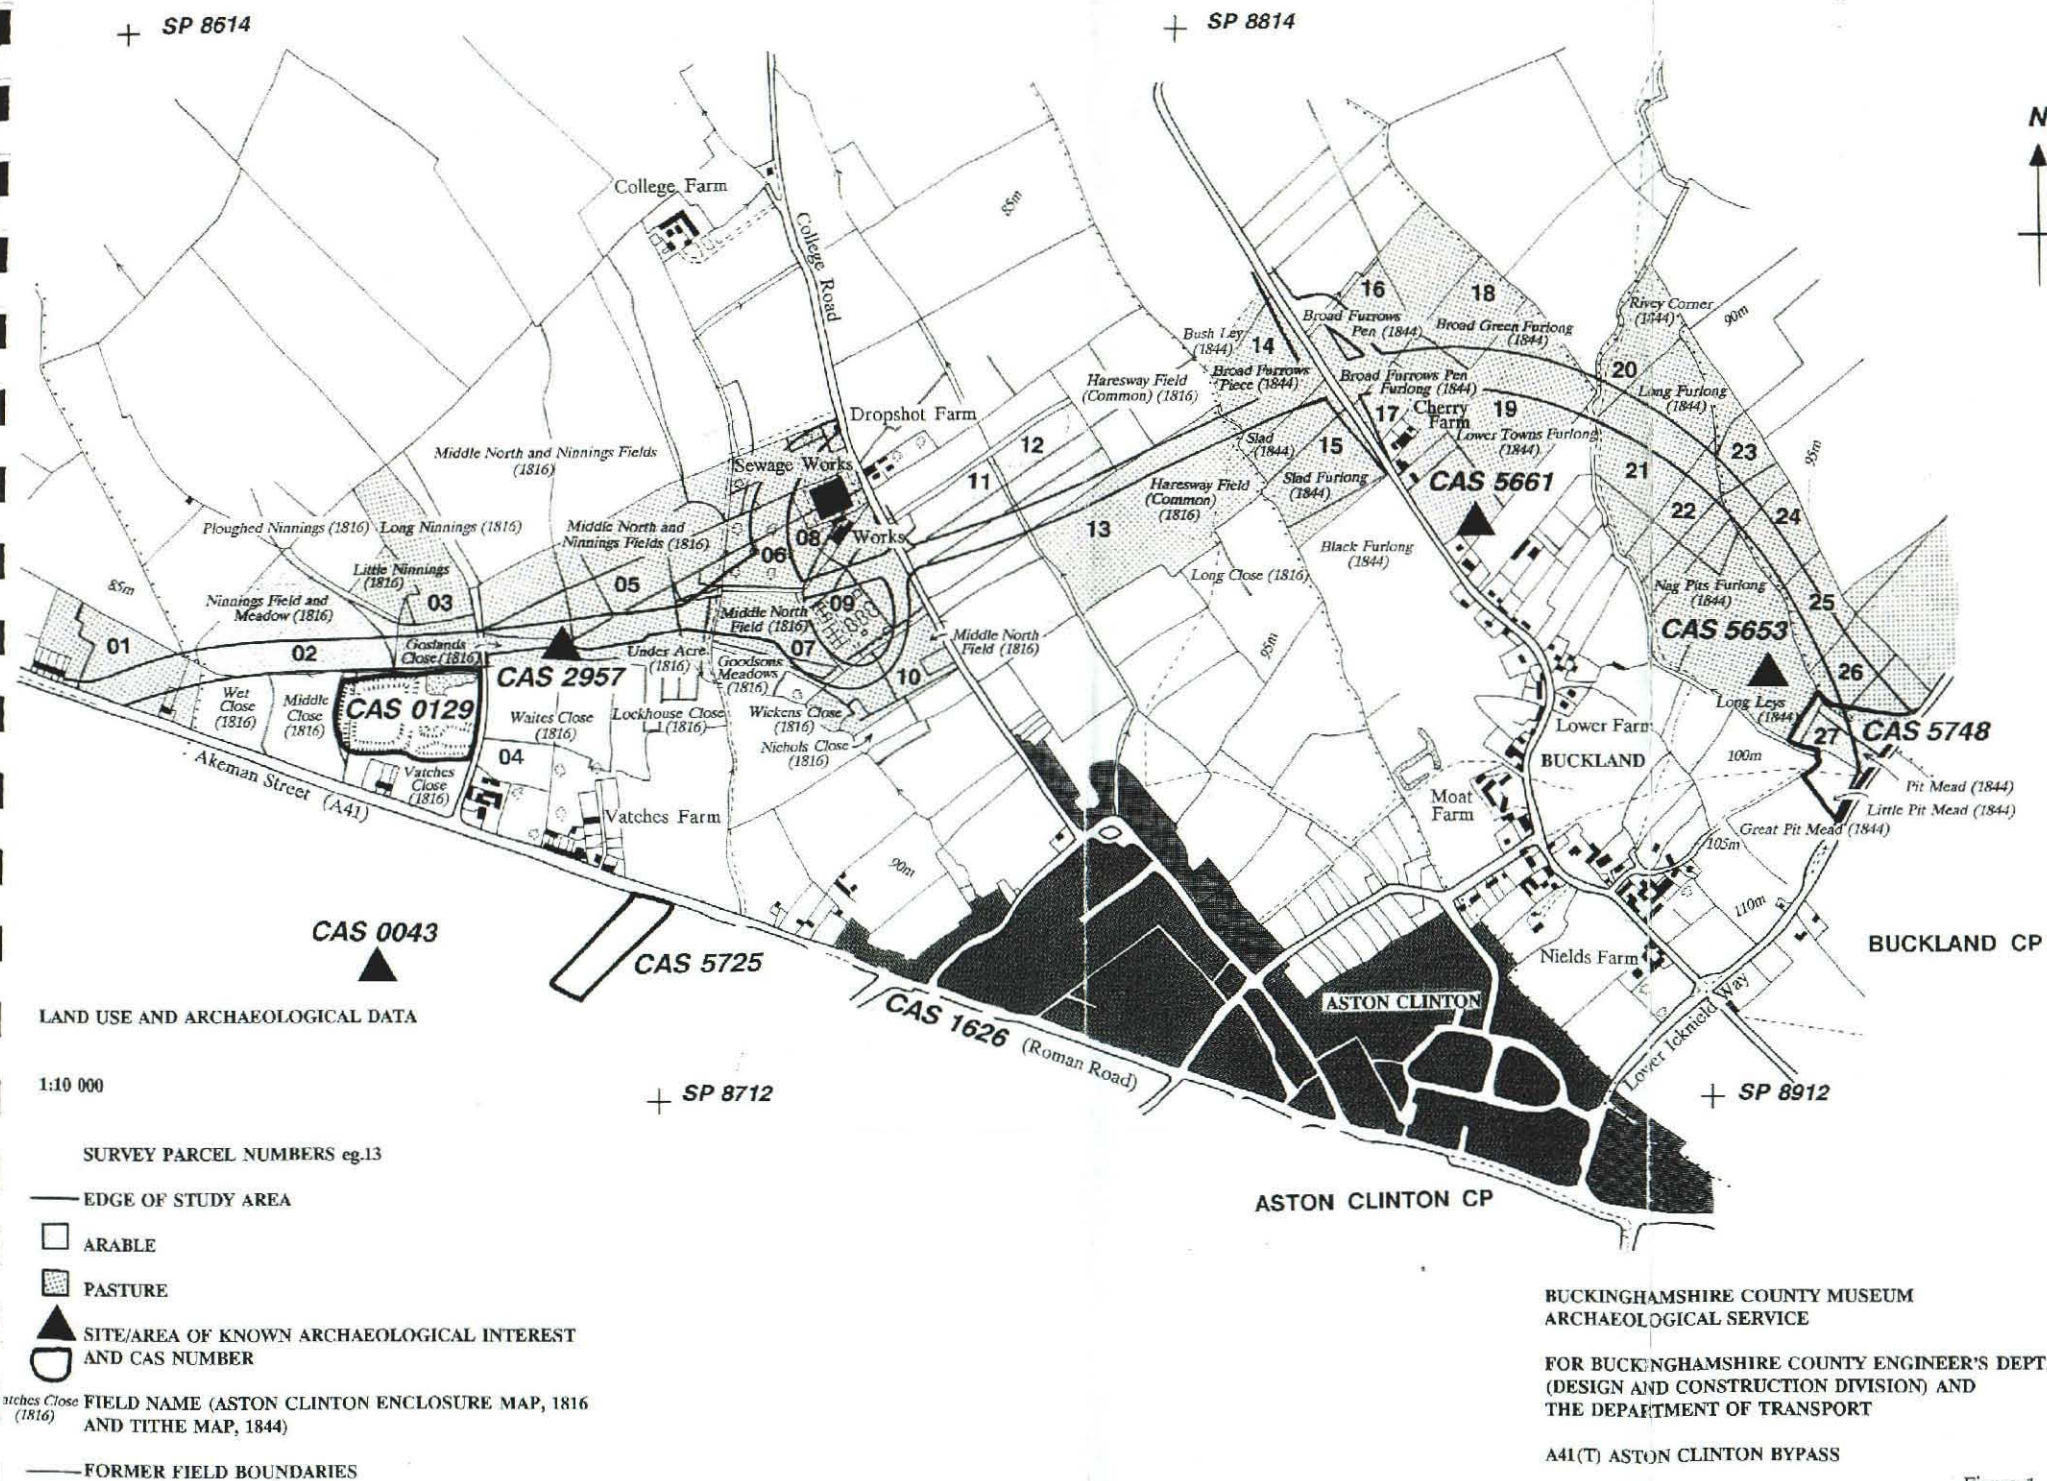 SP 8614
SP 8814
N
College Farm
College Road
85m
16
18
Rivey Corner
(1844)
90m
Broad Furrows
Pen (1844)
Broad Green Furlong
(1844)
Bush Ley
(1844)
14
20
Haresway Field
(Common) (1816)
Broad Furrows
Piece (1844)
Broad Furrows Pen
Furlong (1844)
Long Furlong
(1844)
Dropshot Farm
17
Cherry
Farm
19
12
Slad
(1844)
15
Lower Towns Furlong
(1844)
23
95m
Middle North and Ninnings Fields
(1816)
Sewage Works
11
Haresway Field
(Common)
(1816)
Slad Furlong
(1844)
CAS 5661
21
Ploughed Ninnings (1816)
Long Ninnings (1816)
Middle North and
Ninnings Fields (1816)
06
08
Works
13
22
24
Black Furlong
(1844)
Little Ninnings
(1816)
05
Long Close (1816)
Nag Pits Furlong
(1844)
85m
Ninnings Field and
Meadow (1816)
03
Middle North
Field (1816)
09
25
01
02
Goslands
Close (1816)
Under Acre
(1816)
07
Middle North
Field (1816)
95m
CAS 5653
CAS 2957
Goodsons
Meadows
(1816)
10
26
Wet
Close
(1816)
Middle
Close
(1816)
CAS 0129
Waites Close
(1816)
Lockhouse Close
(1816)
Wickens Close
(1816)
Long Leys
(1844)
Lower Farm
27
CAS 5748
Nichols Close
(1816)
04
BUCKLAND
100m
Akeman Street (A41)
Vatches
Close
(1816)
Pit Mead (1844)
Vatches Farm
Moat
Farm
Little Pit Mead (1844)
Great Pit Mead (1844)
105m
90m
110m
CAS 0043
CAS 5725
BUCKLAND CP
Nields Farm
CAS 1626 (Roman Road)
ASTON CLINTON
Lower Icknield Way
LAND USE AND ARCHAEOLOGICAL DATA
1:10 000
SP 8712
SP 8912
SURVEY PARCEL NUMBERS eg.13
EDGE OF STUDY AREA
ASTON CLINTON CP
ARABLE
PASTURE
SITE/AREA OF KNOWN ARCHAEOLOGICAL INTEREST
AND CAS NUMBER
atches Close
(1816)
FIELD NAME (ASTON CLINTON ENCLOSURE MAP, 1816
AND TITHE MAP, 1844)
FORMER FIELD BOUNDARIES
BUCKINGHAMSHIRE COUNTY MUSEUM
ARCHAEOLOGICAL SERVICE
FOR BUCKINGHAMSHIRE COUNTY ENGINEER'S DEPT
(DESIGN AND CONSTRUCTION DIVISION) AND
THE DEPARTMENT OF TRANSPORT
A41(T) ASTON CLINTON BYPASS